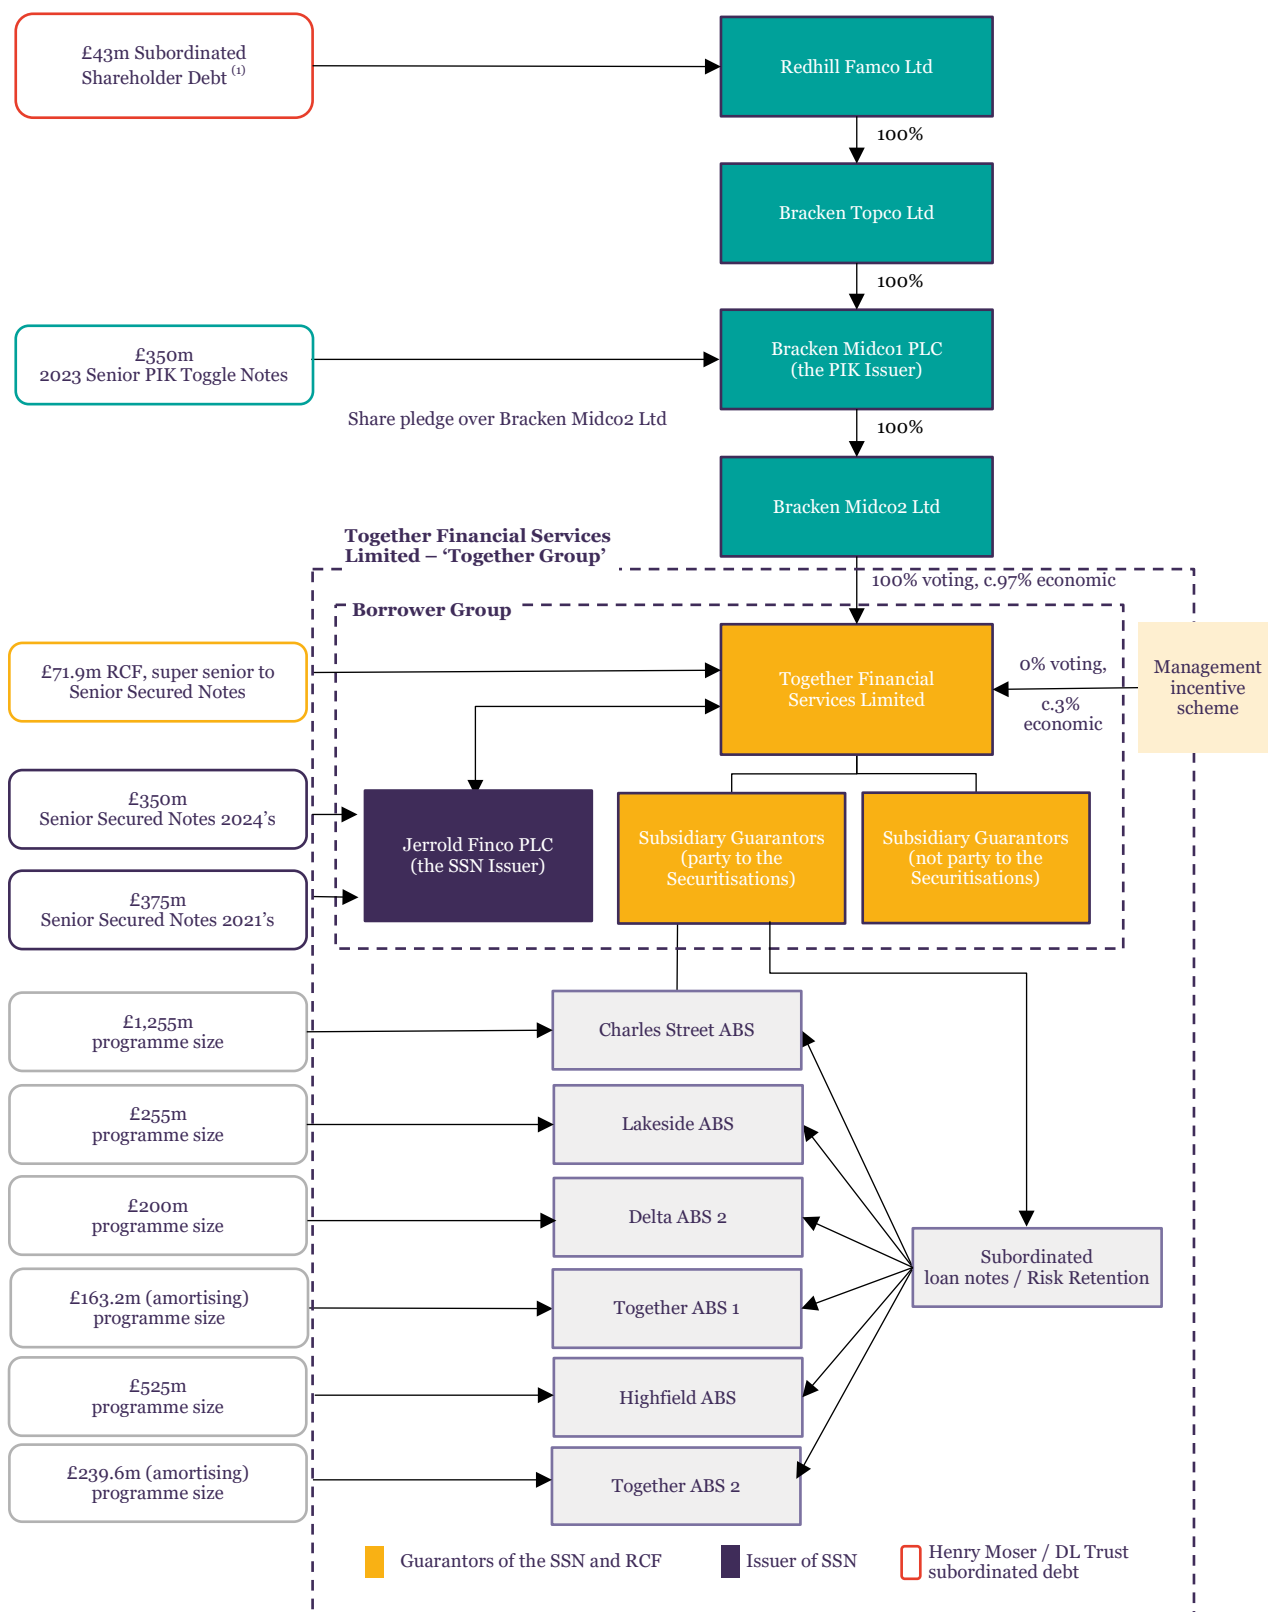 £43m Subordinated
Shareholder Debt (1)
Redhill Famco Ltd
100%
Bracken Topco Ltd
100%
£350m
2023 Senior PIK Toggle Notes
Bracken Midco1 PLC
(the PIK Issuer)
Share pledge over Bracken Midco2 Ltd
100%
Bracken Midco2 Ltd
Together Financial Services
Limited – ‘Together Group’
100% voting, c.97% economic
Borrower Group
£71.9m RCF, super senior to
Senior Secured Notes
Together Financial
Services Limited
0% voting,
c.3%
economic
Management
incentive
scheme
£350m
Senior Secured Notes 2024’s
Jerrold Finco PLC
(the SSN Issuer)
Subsidiary Guarantors
(party to the
Securitisations)
Subsidiary Guarantors
(not party to the
Securitisations)
£375m
Senior Secured Notes 2021’s
£1,255m
programme size
Charles Street ABS
£255m
programme size
Lakeside ABS
£200m
programme size
Delta ABS 2
Subordinated
loan notes / Risk Retention
£163.2m (amortising)
programme size
Together ABS 1
£525m
programme size
Highfield ABS
£239.6m (amortising)
programme size
Together ABS 2
Guarantors of the SSN and RCF
Issuer of SSN
Henry Moser / DL Trust
subordinated debt